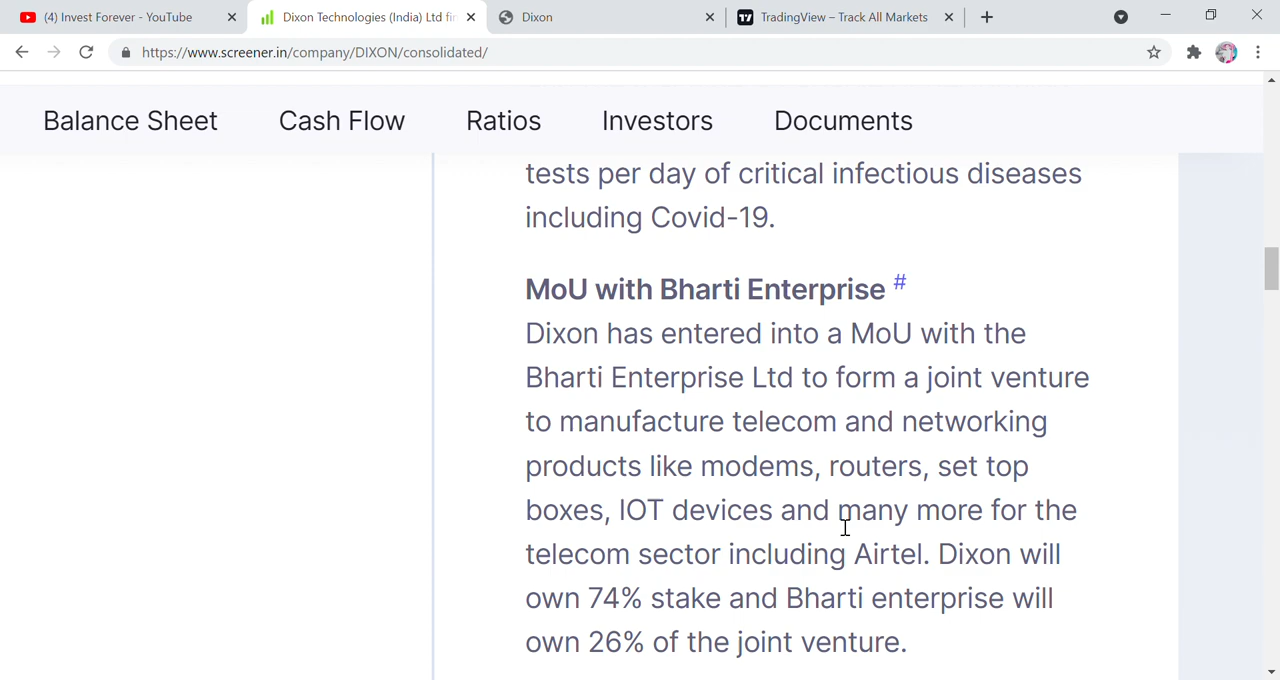 (4) Invest Forever - YouTube
Dixon Technologies (India) Ltd fin
Dixon
TradingView – Track All Markets
https://www.screener.in/company/DIXON/consolidated/
Balance Sheet Cash Flow Ratios Investors Documents
tests per day of critical infectious diseases
including Covid-19.
MoU with Bharti Enterprise #
Dixon has entered into a MoU with the
Bharti Enterprise Ltd to form a joint venture
to manufacture telecom and networking
products like modems, routers, set top
boxes, IOT devices and many more for the
telecom sector including Airtel. Dixon will
own 74% stake and Bharti enterprise will
own 26% of the joint venture.